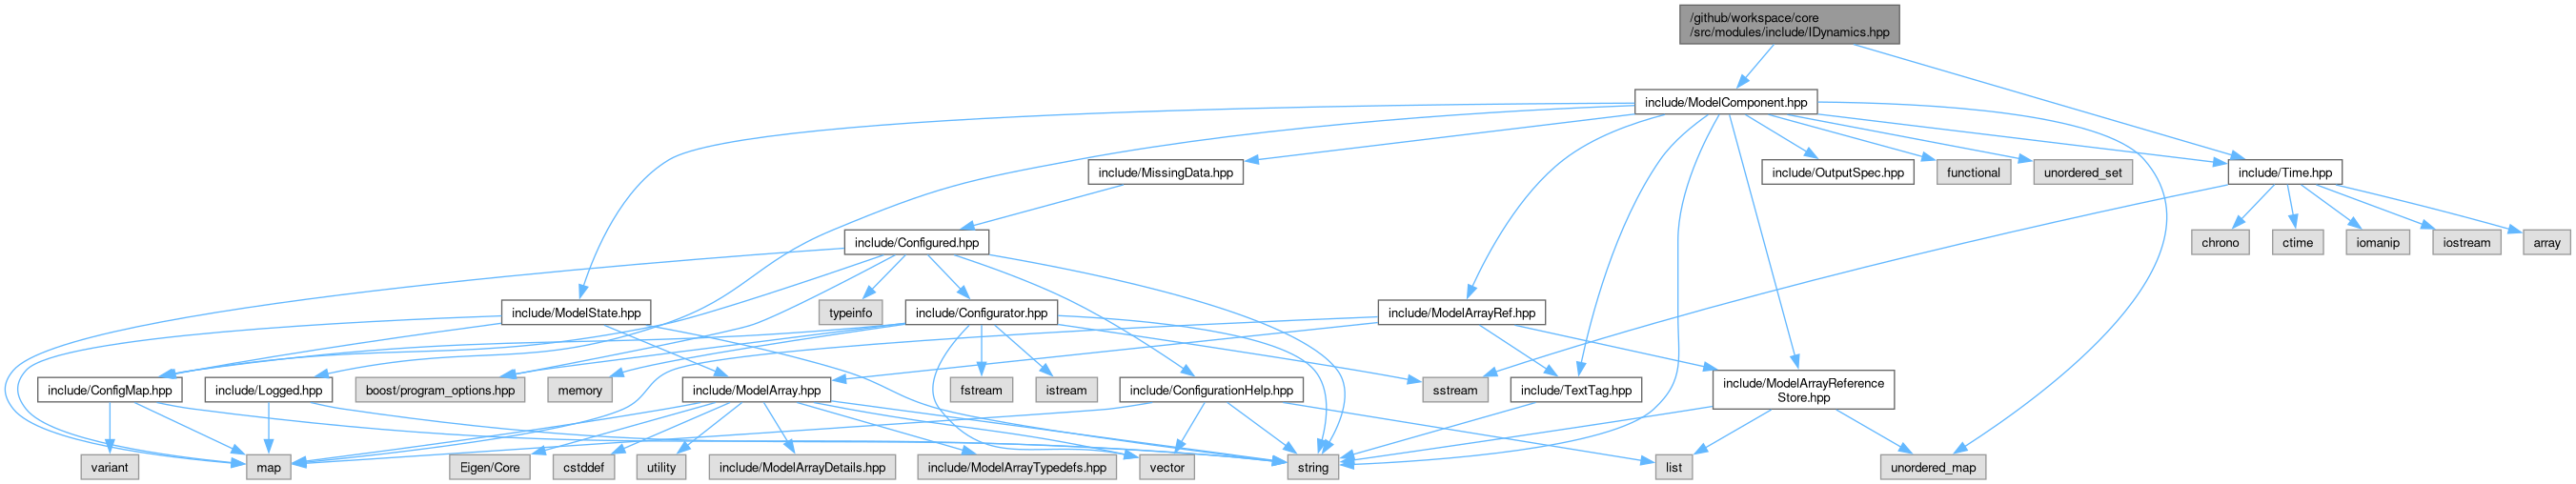 /github/workspace/core
/src/modules/include/IDynamics.hpp
include/ModelComponent.hpp
include/MissingData.hpp
include/OutputSpec.hpp
functional
unordered_set
include/Time.hpp
include/Configured.hpp
chrono
ctime
iomanip
iostream
array
include/ModelState.hpp
typeinfo
include/Configurator.hpp
include/ModelArrayRef.hpp
include/ConfigMap.hpp
include/Logged.hpp
boost/program_options.hpp
memory
include/ModelArray.hpp
fstream
istream
include/ConfigurationHelp.hpp
sstream
include/TextTag.hpp
include/ModelArrayReference
Store.hpp
variant
map
Eigen/Core
cstddef
utility
include/ModelArrayDetails.hpp
include/ModelArrayTypedefs.hpp
vector
string
list
unordered_map